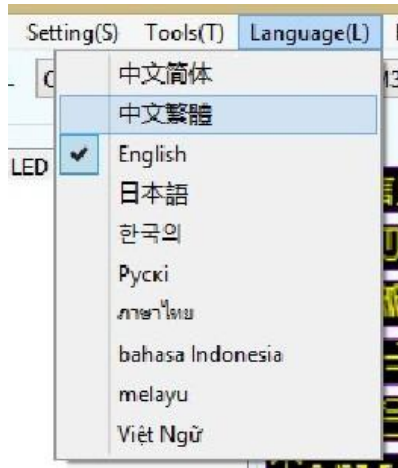 Setting(S) Tools(T) Language(L)
中文简体
中文繁體
LED
English
日本語
한국의
Рускі
ภาษาไทย
bahasa Indonesia
melayu
Việt Ngữ